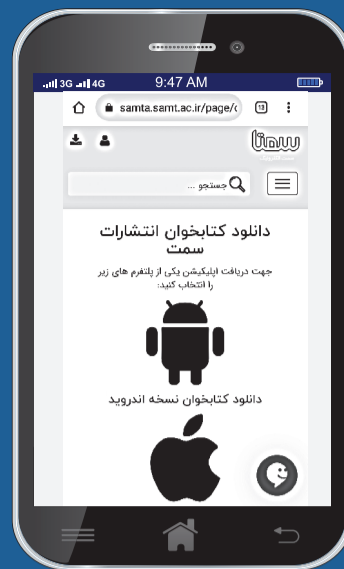 3G 4G 9:47 AM
samta.samt.ac.ir/page/ 13
سمتا
جستجو ...
دانلود کتابخوان انتشارات
سمت
جهت دریافت اپلیکیشن یکی از پلتفرم های زیر
را انتخاب کنید:
دانلود کتابخوان نسخه اندروید